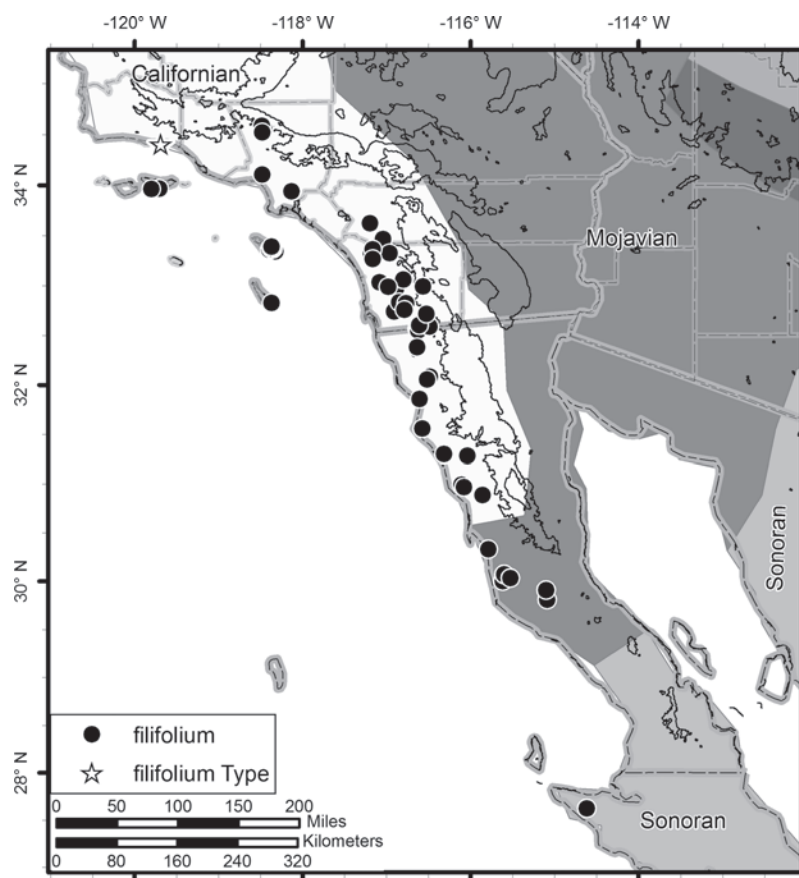 -120° W
-118° W
-116° W
-114° W
Californian
34° N
Mojavian
32° N
Sonoran
30° N
28° N
filifolium
filifolium Type
0 50 100 150 200
Miles
Kilometers
0 80 160 240 320
Sonoran